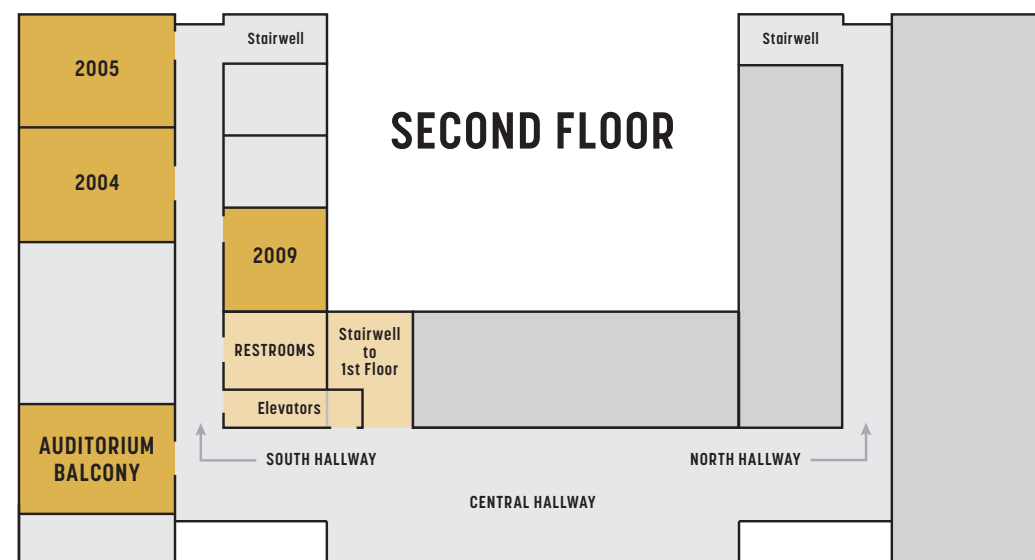 2005
Stairwell
Stairwell
SECOND FLOOR
2004
2009
RESTROOMS
Stairwell
to
1st Floor
Elevators
AUDITORIUM
BALCONY
SOUTH HALLWAY
NORTH HALLWAY
CENTRAL HALLWAY